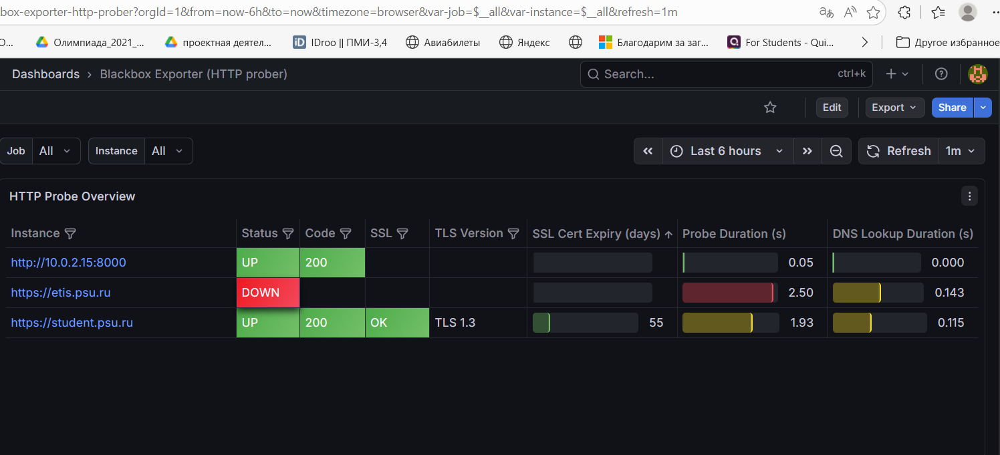 box-exporter-http-prober?orgId=1&from=now-6h&to=now&timezone=browser&var-job=$__all&var-instance=$__all&refresh=1m
О... Олимпиада_2021_... проектная деятел... iD IDroo || ПМИ-3,4 Авиабилеты Яндекс Благодарим за заг... For Students - Qui... Другое избранное
Dashboards › Blackbox Exporter (HTTP prober) Search... ctrl+k
Edit Export Share
Job All Instance All Last 6 hours Refresh 1m
HTTP Probe Overview
Instance Status Code SSL TLS Version SSL Cert Expiry (days) Probe Duration (s) DNS Lookup Duration (s)
http://10.0.2.15:8000 UP 200 0.05 0.000
https://etis.psu.ru DOWN 2.50 0.143
https://student.psu.ru UP 200 OK TLS 1.3 55 1.93 0.115